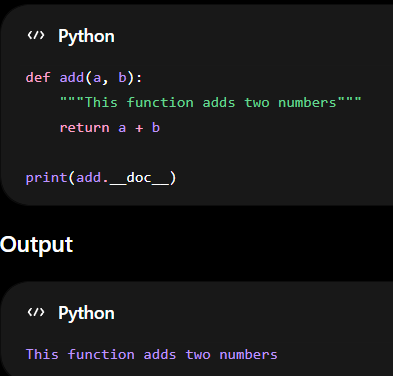 Python
def add(a, b):
    """This function adds two numbers"""
    return a + b
print(add.__doc__)
Output
Python
This function adds two numbers